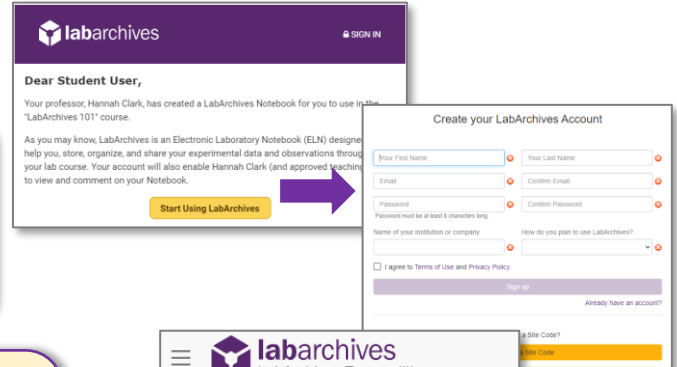 labarchives
SIGN IN
Dear Student User,
Your professor, Hannah Clark, has created a LabArchives Notebook for you to use in the
"LabArchives 101" course.
As you may know, LabArchives is an Electronic Laboratory Notebook (ELN) designe
help you, store, organize, and share your experimental data and observations throug
your lab course. Your account will also enable Hannah Clark (and approved teaching
to view and comment on your Notebook.
Start Using LabArchives
Create your LabArchives Account
Your First Name
Your Last Name
Email
Confirm Email
Password
Confirm Password
Password must be at least 8 characters long.
Name of your institution or company
How do you plan to use LabArchives?
I agree to Terms of Use and Privacy Policy.
Sign up
Already have an account?
a Site Code?
a Site Code
labarchives